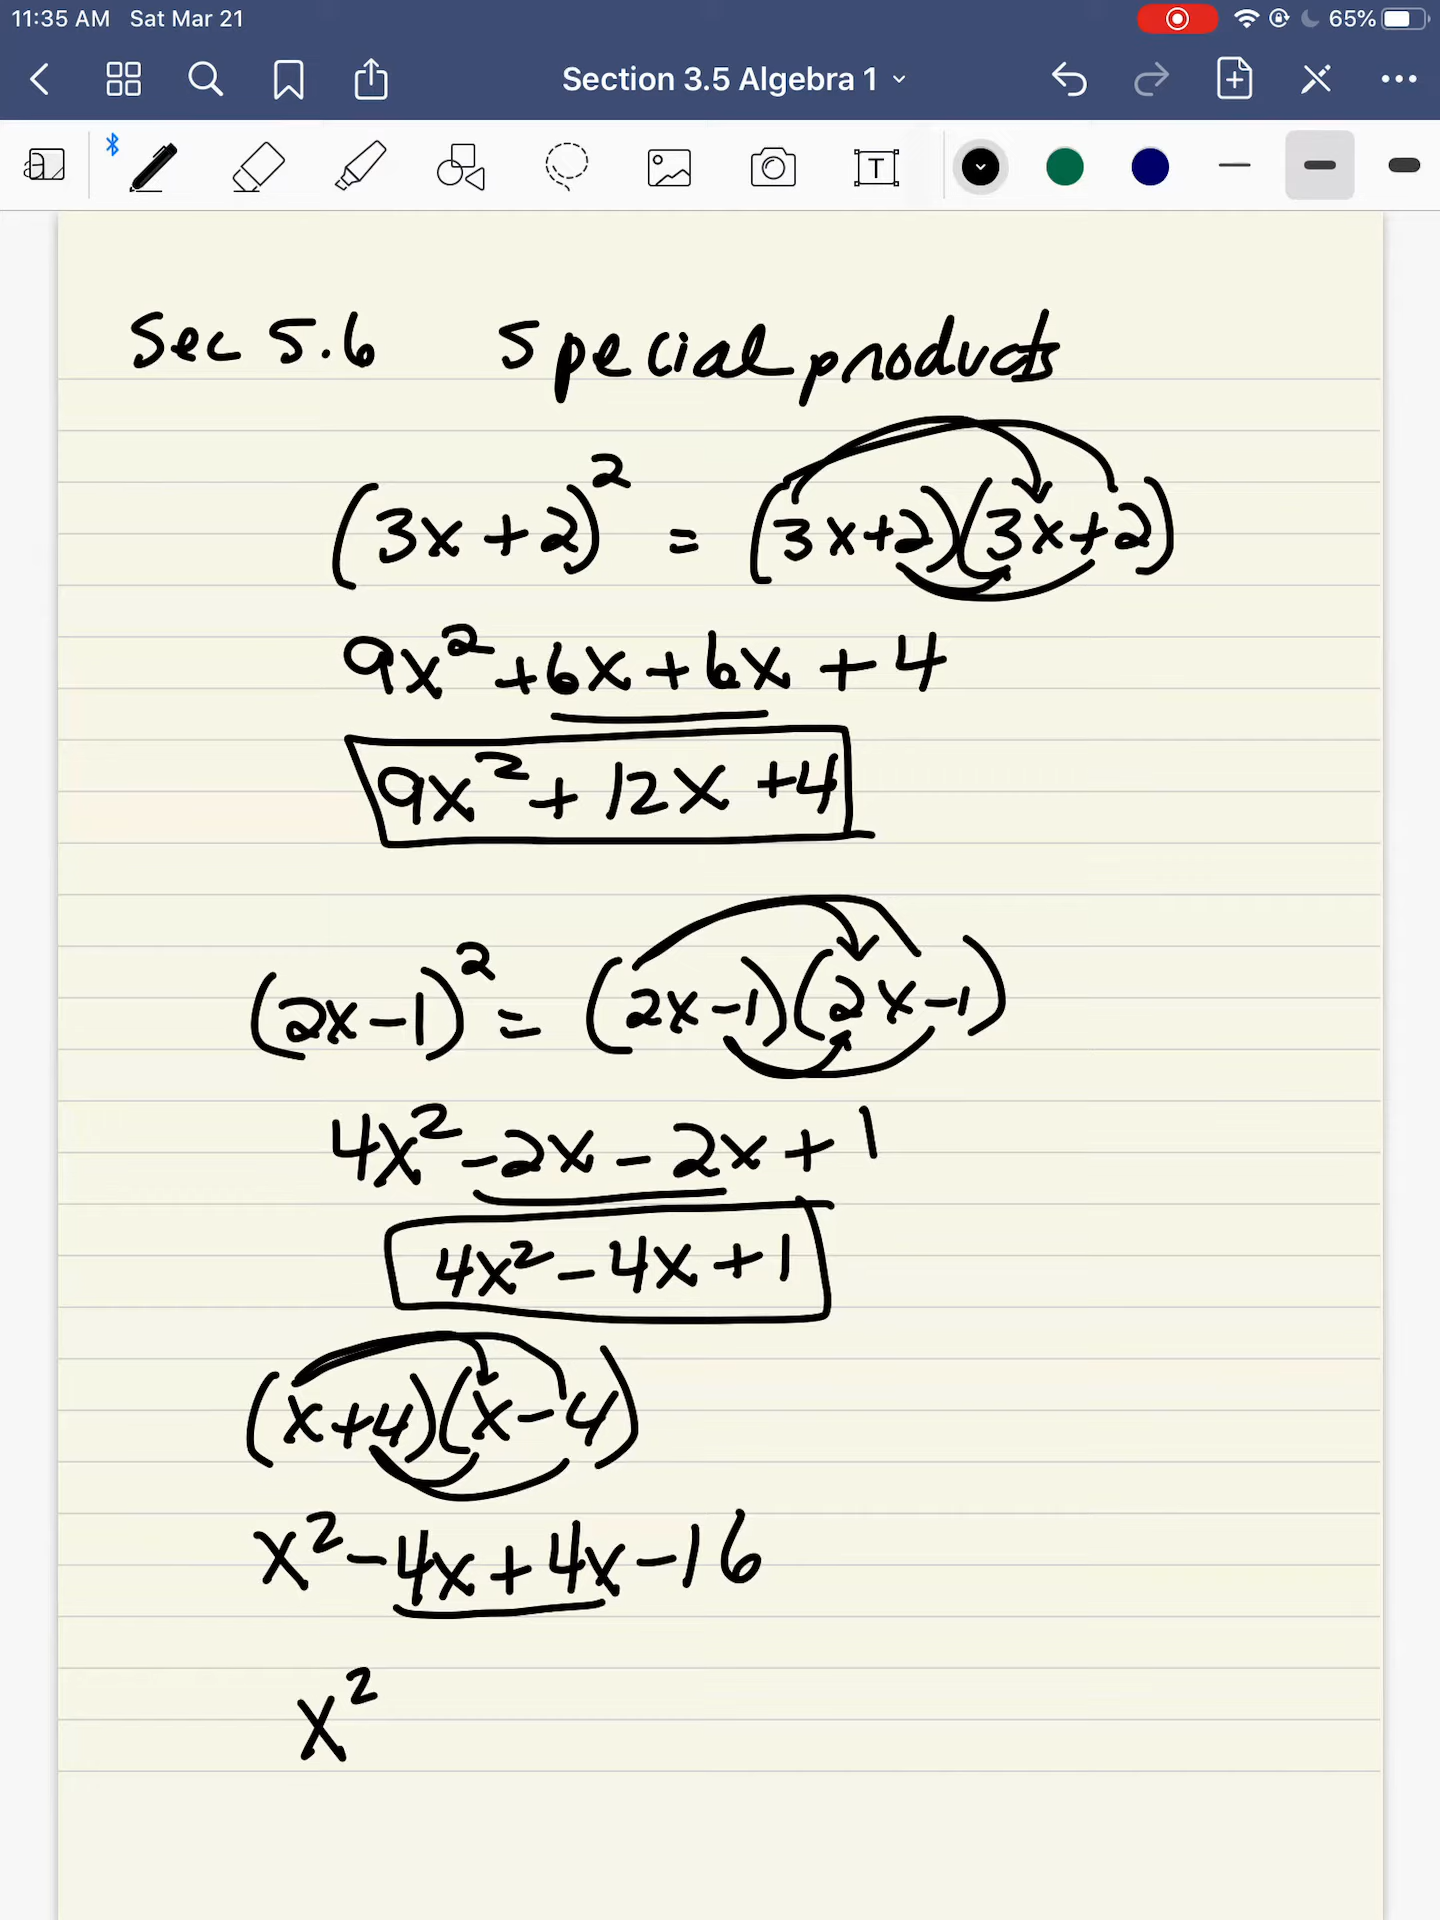 11:35 AM Sat Mar 21 65%
Section 3.5 Algebra 1
T
Sec 5.6 Special products
(3x+2)² = (3x+2)(3x+2)
9x²+6x+6x+4
9x²+12x+4
(2x-1)² = (2x-1)(2x-1)
4x²-2x-2x+1
4x²-4x+1
(x+4)(x-4)
x²-4x+4x-16
x²